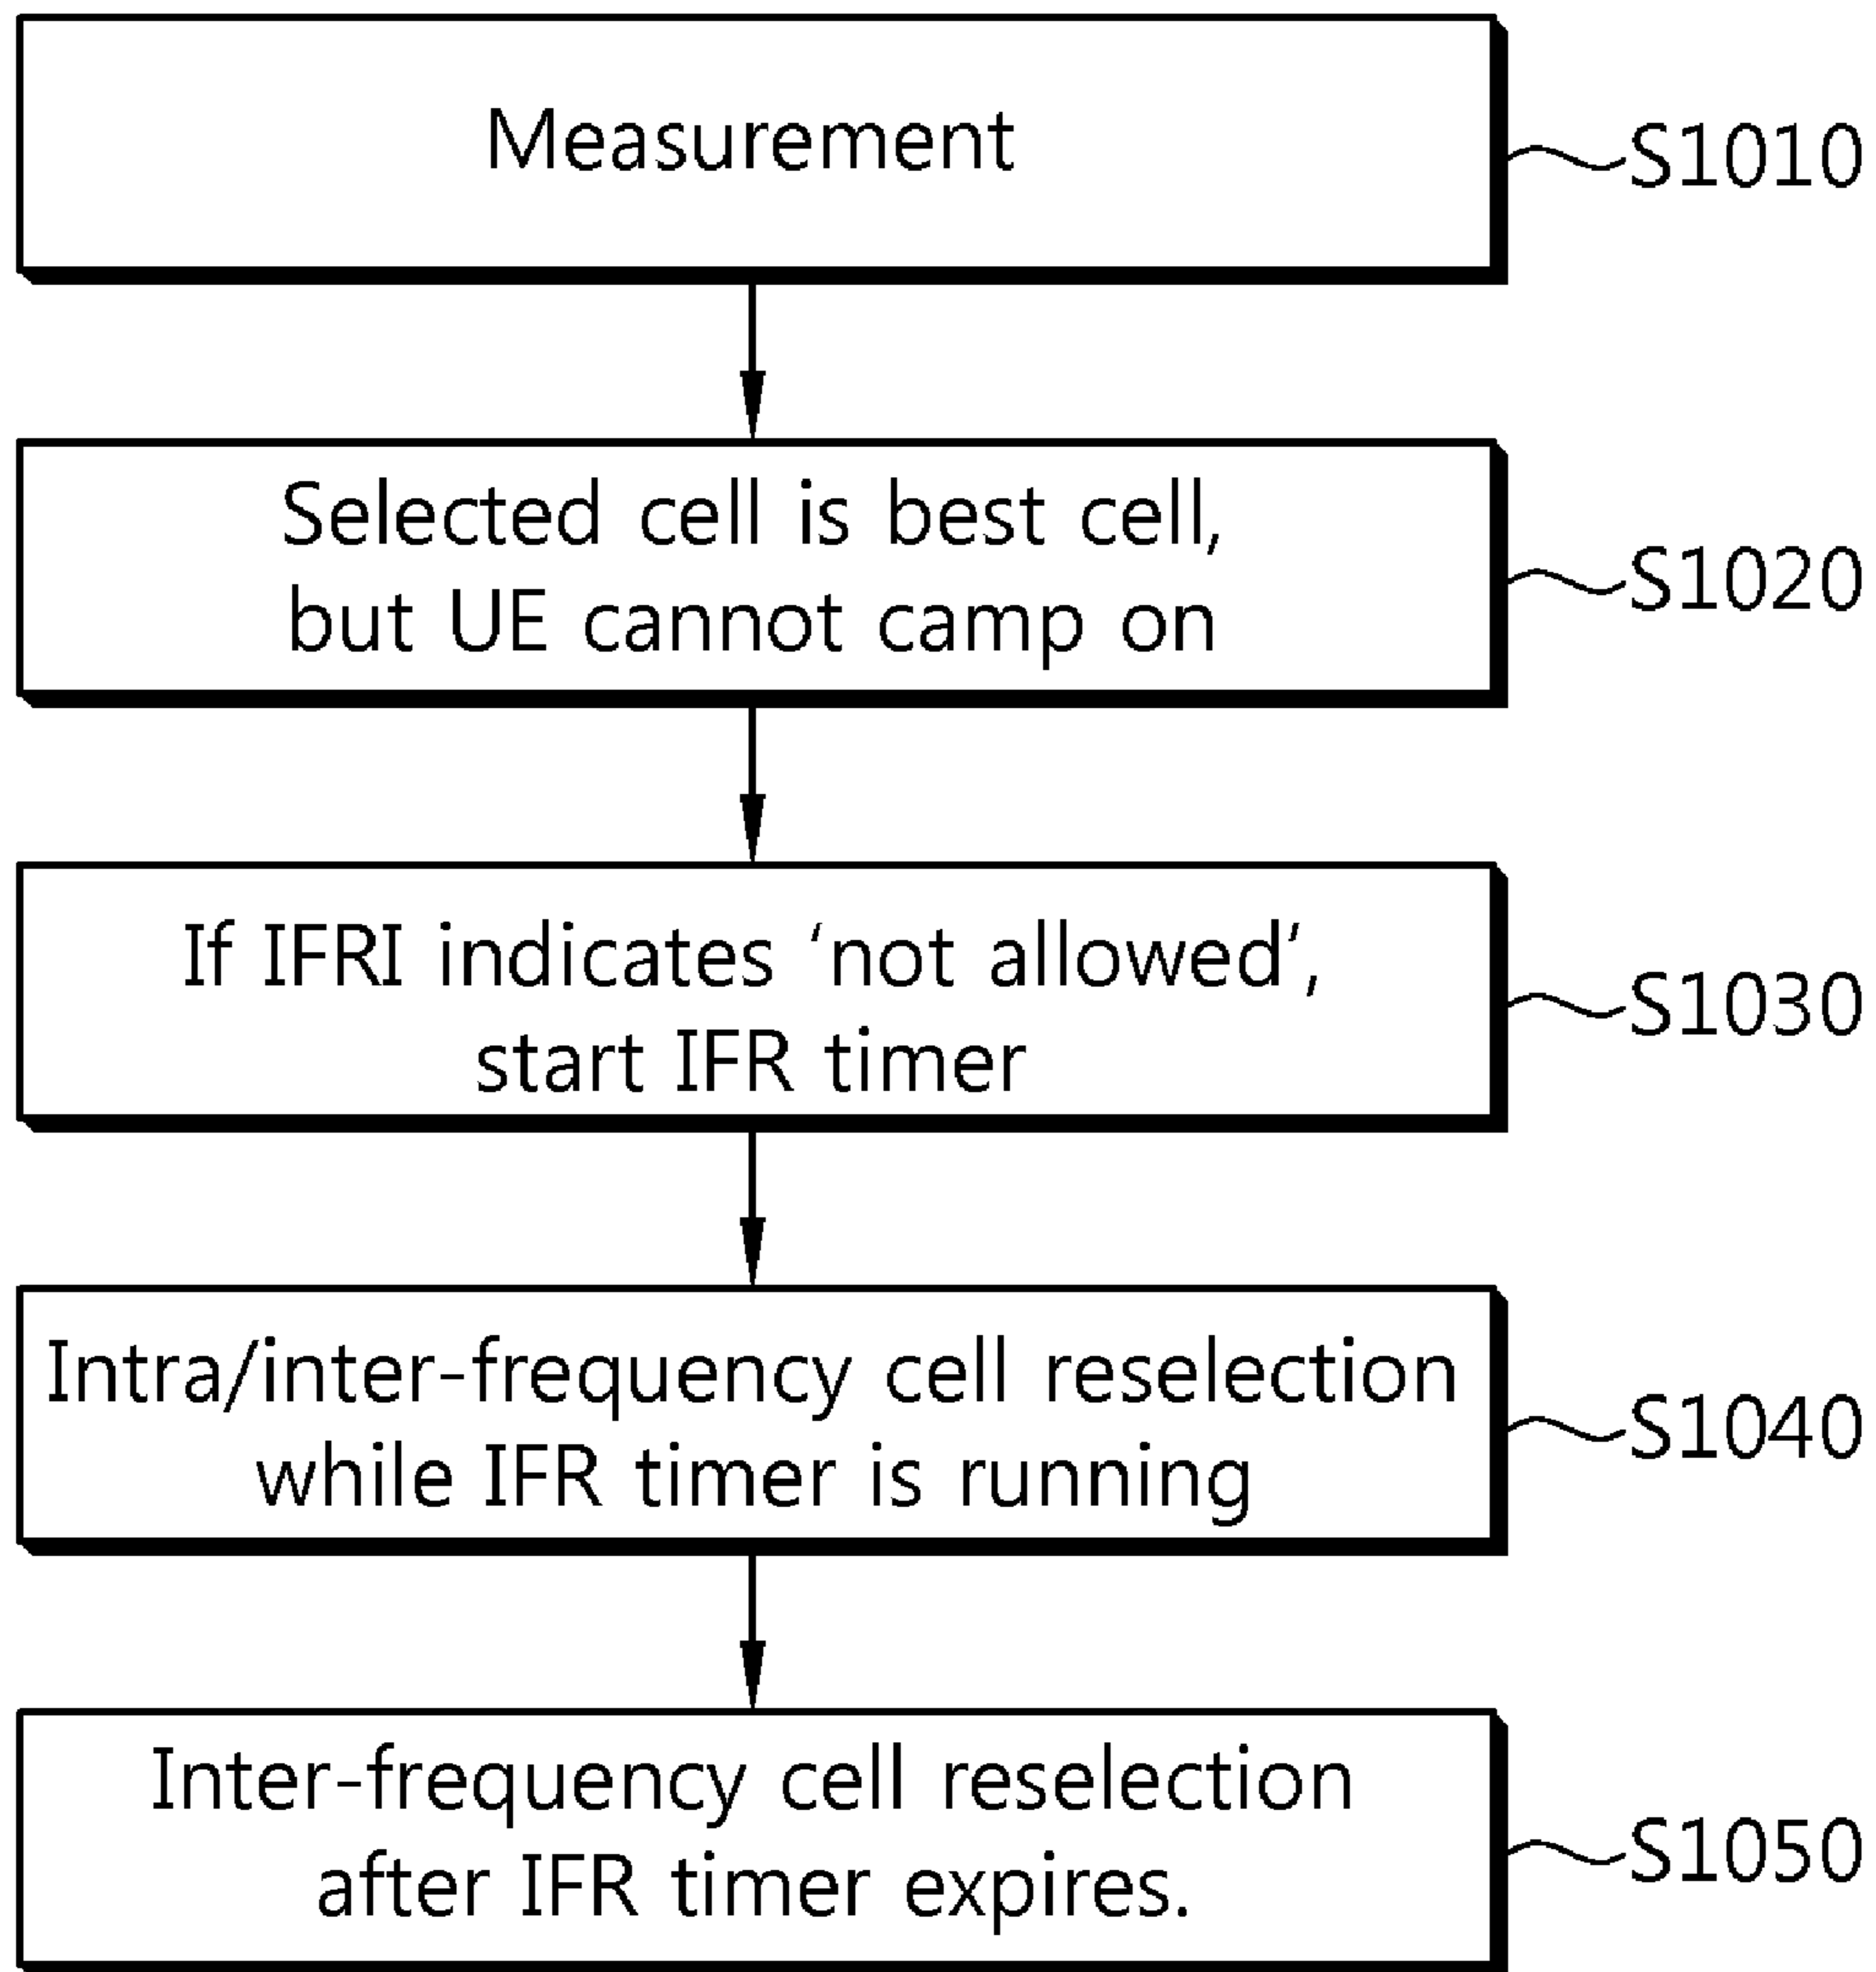 Measurement
S1010
Selected cell is best cell,
but UE cannot camp on
S1020
If IFRI indicates ‘not allowed’,
start IFR timer
S1030
Intra/inter-frequency cell reselection
while IFR timer is running
S1040
Inter-frequency cell reselection
after IFR timer expires.
S1050